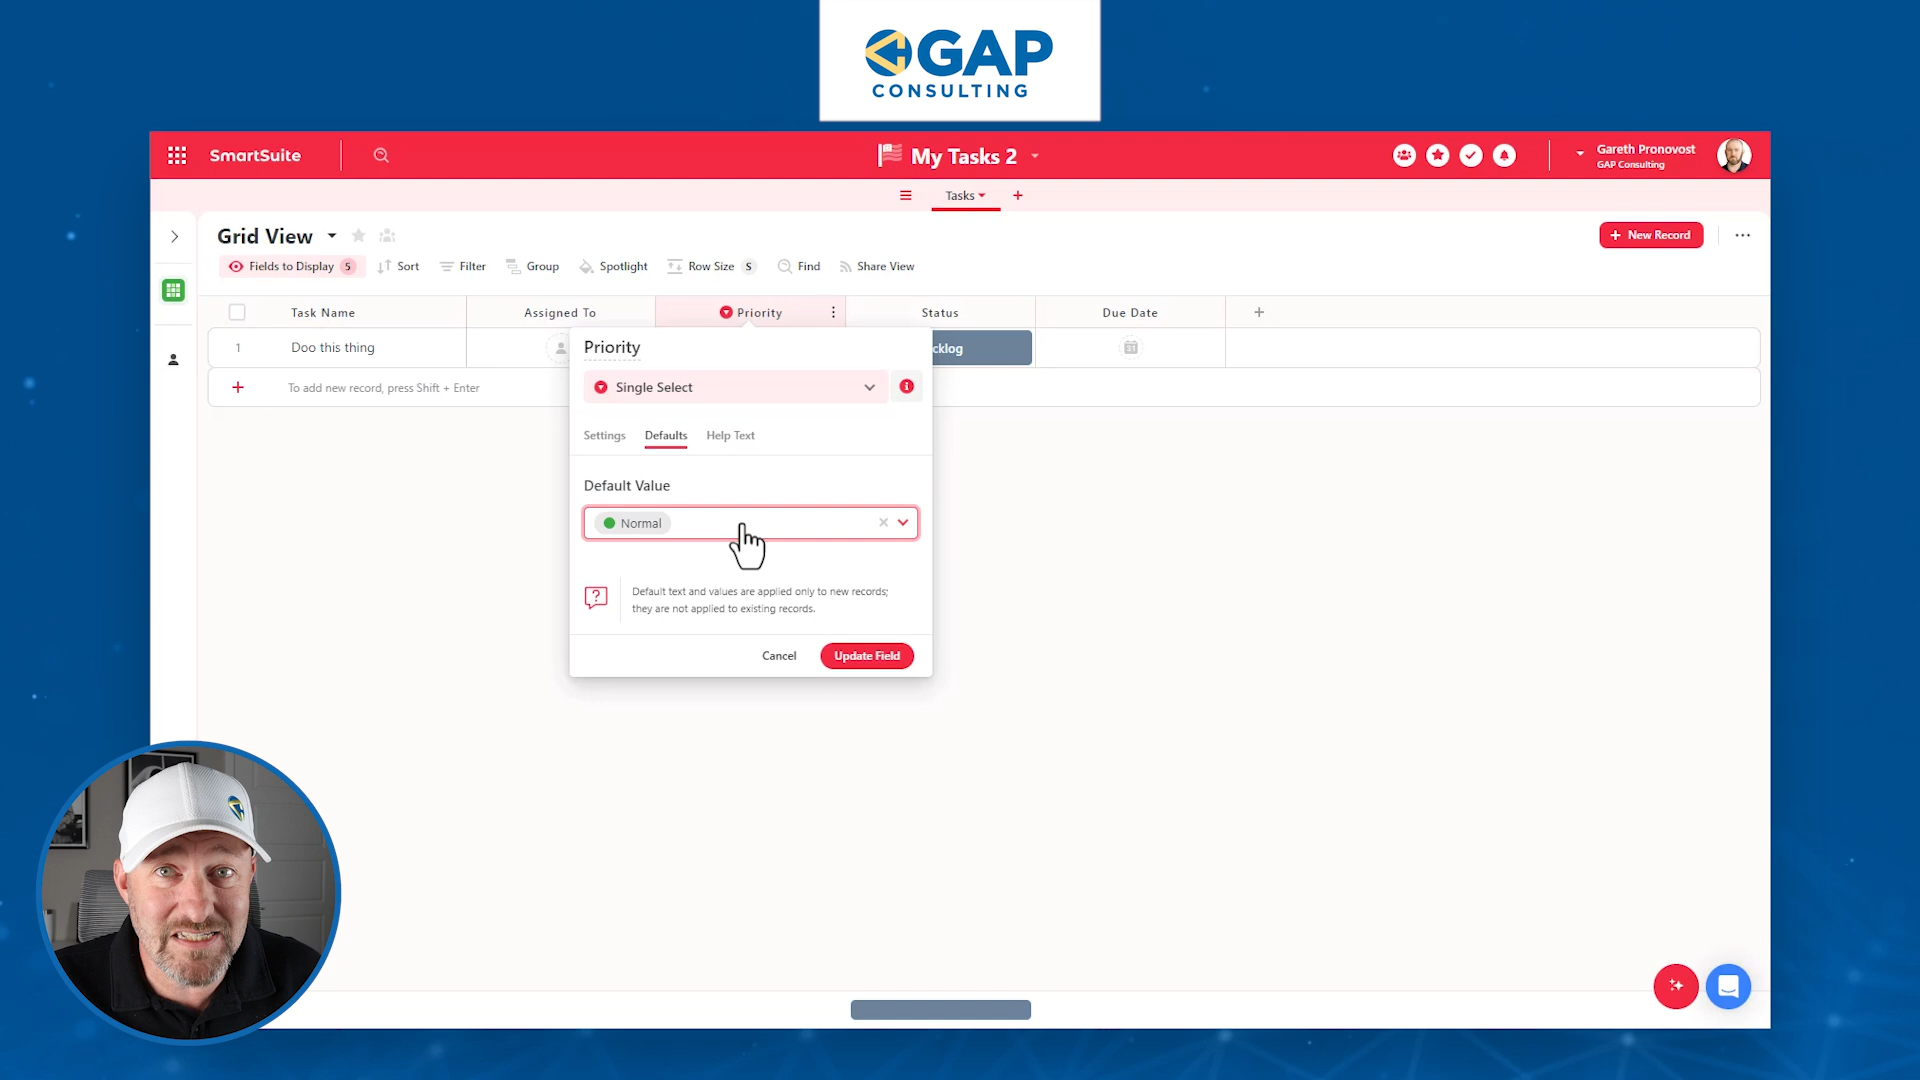 GAP
CONSULTING
SmartSuite
My Tasks 2
Gareth Pronovost
GAP Consulting
Tasks
Grid View
New Record
Fields to Display 5
Sort
Filter
Group
Spotlight
Row Size S
Find
Share View
Task Name
Assigned To
Priority
Status
Due Date
1
Doo this thing
cklog
31
To add new record, press Shift + Enter
Priority
Single Select
Settings
Defaults
Help Text
Default Value
Normal
Default text and values are applied only to new records;
they are not applied to existing records.
Cancel
Update Field